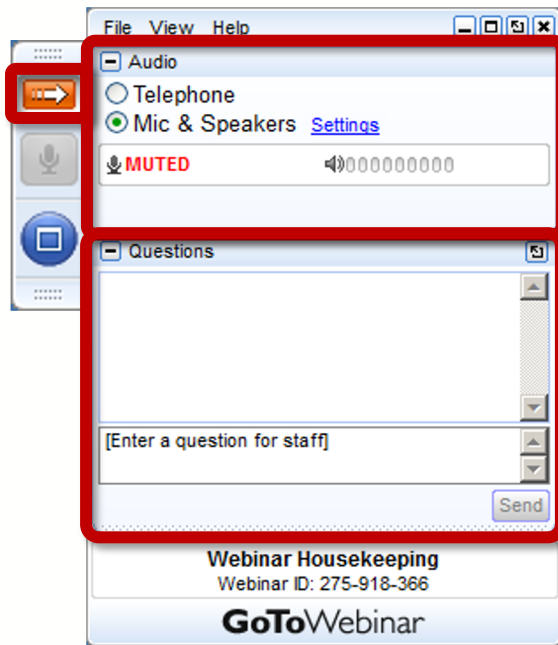 File View Help
Audio
Telephone
Mic & Speakers Settings
MUTED 000000000
Questions
[Enter a question for staff]
Send
Webinar Housekeeping
Webinar ID: 275-918-366
GoToWebinar